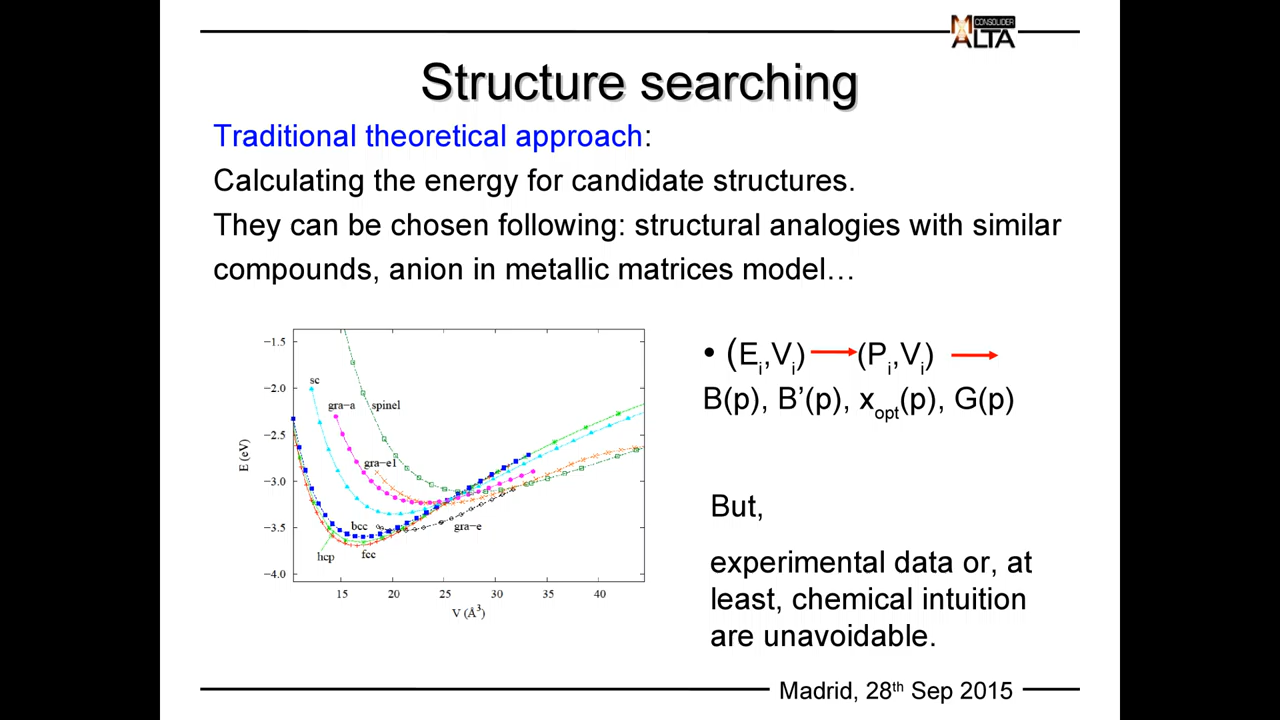 CONSOLIDER
MALTA
Structure searching
Traditional theoretical approach:
Calculating the energy for candidate structures.
They can be chosen following: structural analogies with similar
compounds, anion in metallic matrices model…
• (Ei,Vi) (Pi,Vi)
B(p), B’(p), xopt(p), G(p)
But,
experimental data or, at
least, chemical intuition
are unavoidable.
E (eV)
−1.5
−2.0
−2.5
−3.0
−3.5
−4.0
sc
gra−a
spinel
gra−e1
bcc
gra−e
hcp
fcc
15 20 25 30 35 40
V (Å3)
Madrid, 28th Sep 2015